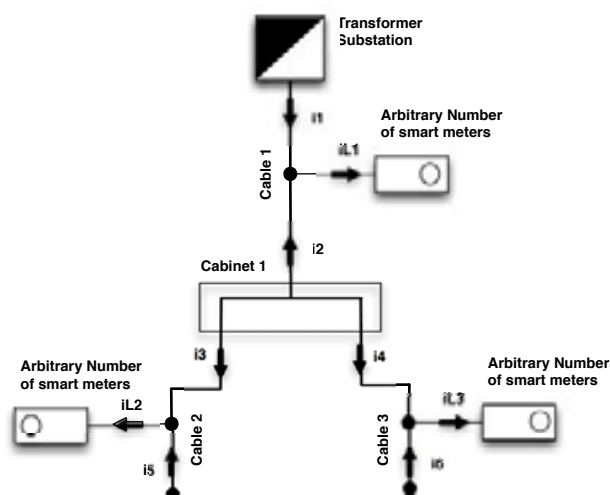 Transformer
Substation
i1
Arbitrary Number
of smart meters
iL1
Cable 1
i2
Cabinet 1
i3
i4
Arbitrary Number
of smart meters
Arbitrary Number
of smart meters
iL2
iL3
Cable 2
Cable 3
i5
i6